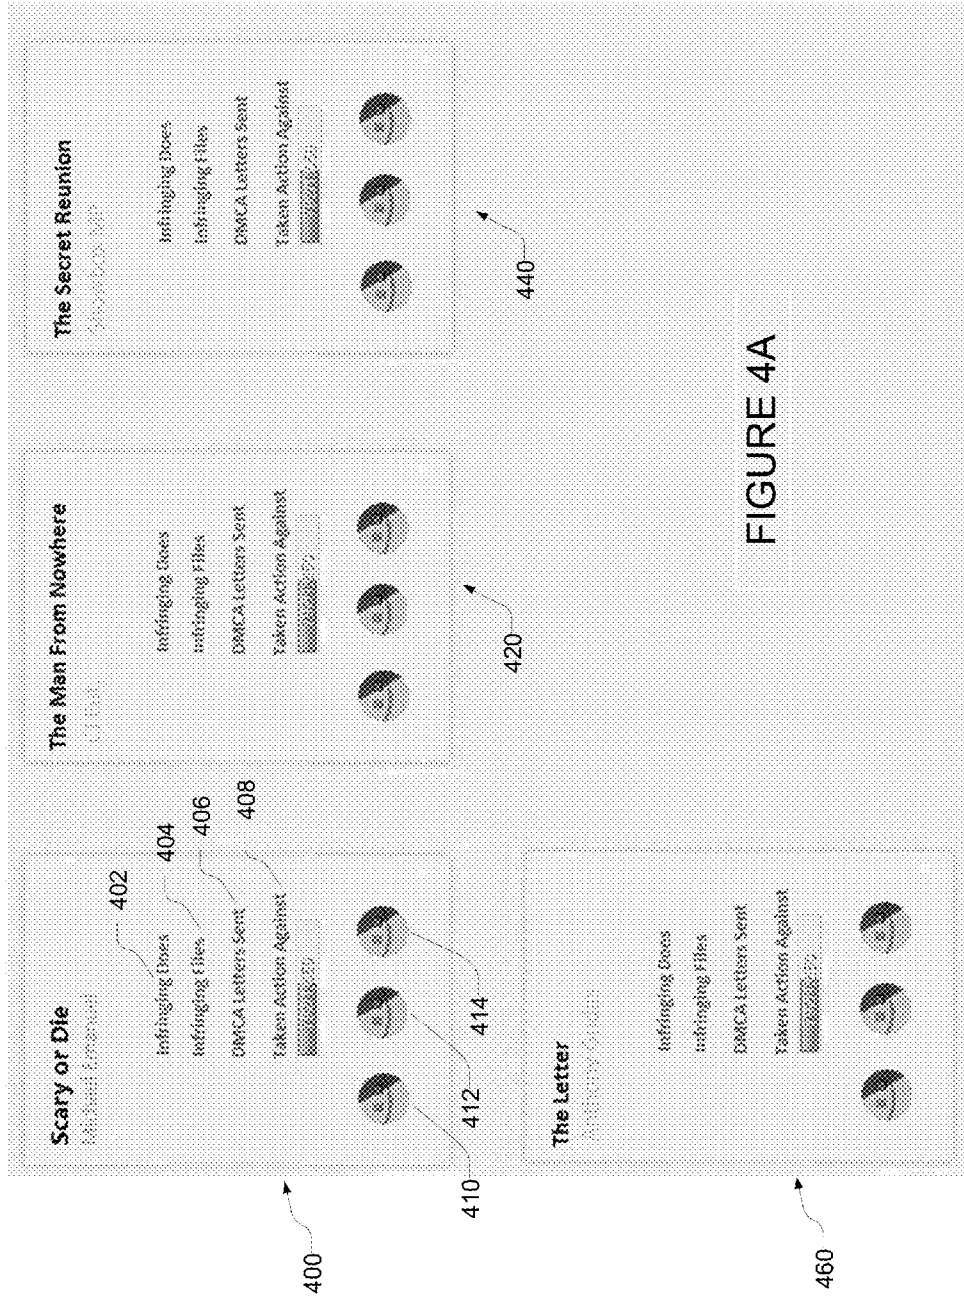 Scary or Die
Michael Emanuel
Infringing Does
Infringing Files
DMCA Letters Sent
Taken Action Against
402
404
406
408
410
412
414
400
The Man From Nowhere
Infringing Does
Infringing Files
DMCA Letters Sent
Taken Action Against
420
The Secret Reunion
Infringing Does
Infringing Files
DMCA Letters Sent
Taken Action Against
440
The Letter
Infringing Does
Infringing Files
DMCA Letters Sent
Taken Action Against
460
FIGURE 4A